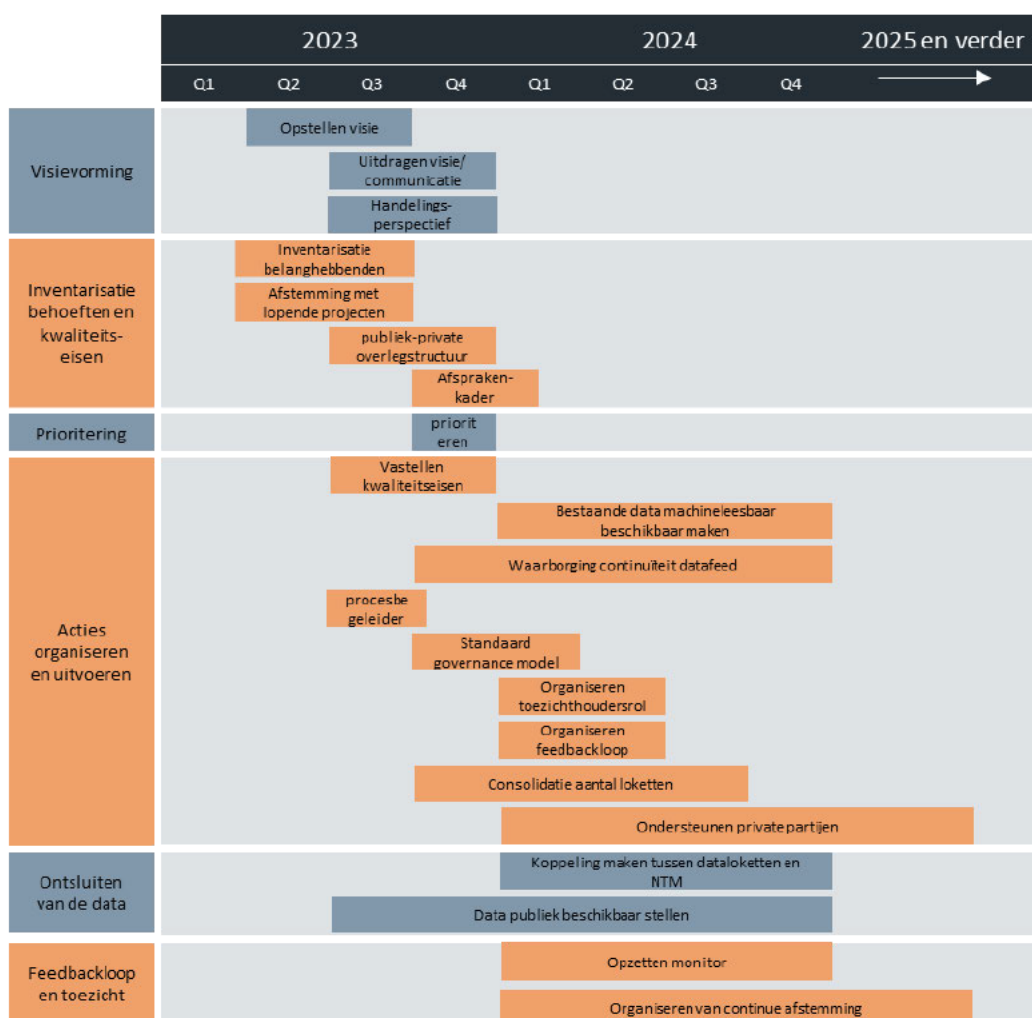 2023 2024 2025 en verder
Q1 Q2 Q3 Q4 Q1 Q2 Q3 Q4
Visievorming
Opstellen visie
Uitdragen visie/
communicatie
Handelings-
perspectief
Inventarisatie
behoeften en
kwaliteits-
eisen
Inventarisatie
belanghebbenden
Afstemming met
lopende projecten
publiek-private
overlegstructuur
Afspraken-
kader
Prioritering
priorit
eren
Acties
organiseren
en uitvoeren
Vastellen
kwaliteitseisen
Bestaande data machineleesbaar
beschikbaar maken
Waarborging continuïteit datafeed
procesbe
geleider
Standaard
governance model
Organiseren
toezichthoudersrol
Organiseren
feedbackloop
Consolidatie aantal loketten
Ondersteunen private partijen
Ontsluiten
van de data
Koppeling maken tussen dataloketten en
NTM
Data publiek beschikbaar stellen
Feedbackloop
en toezicht
Opzetten monitor
Organiseren van continue afstemming